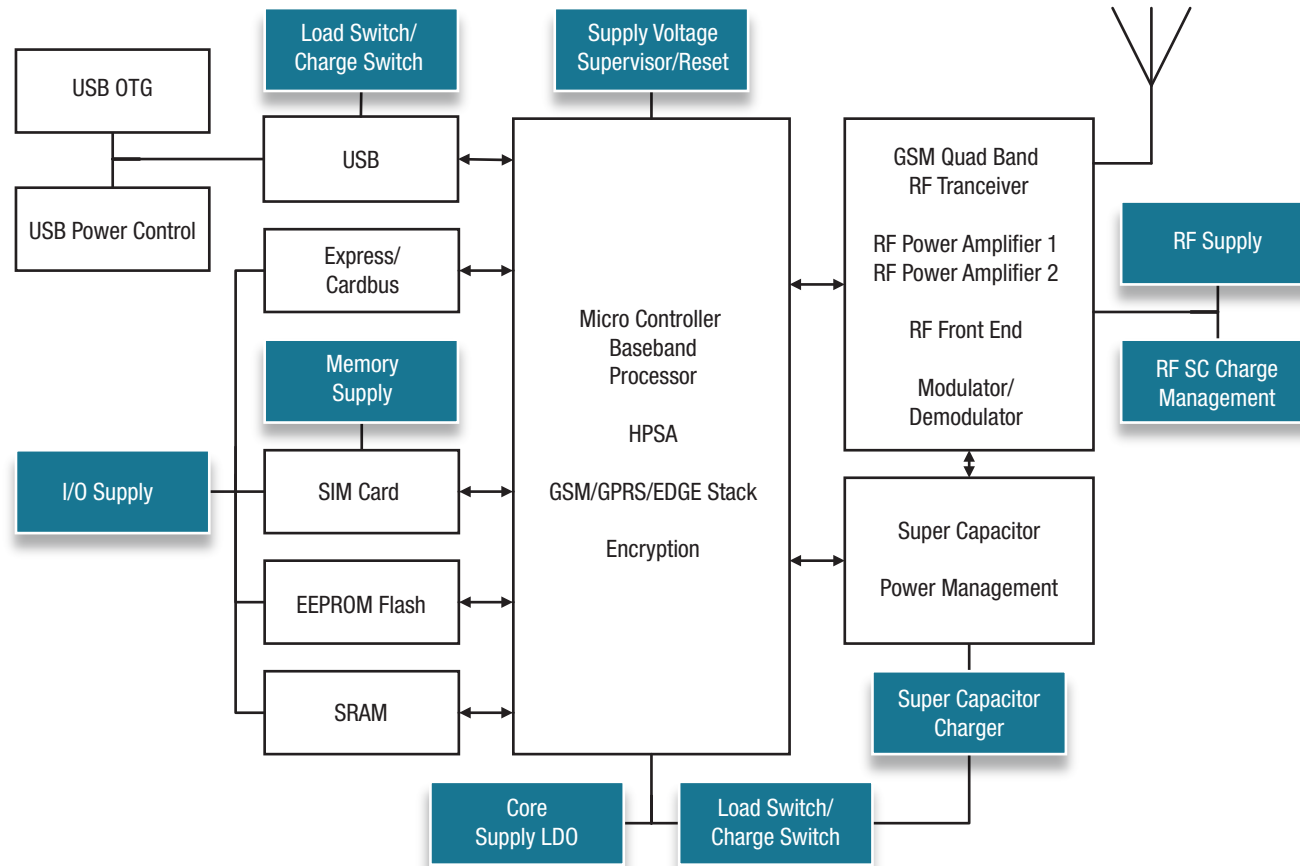 Load Switch/
Charge Switch
Supply Voltage
Supervisor/Reset
USB OTG
USB
USB Power Control
Express/
Cardbus
Memory
Supply
I/O Supply
SIM Card
EEPROM Flash
SRAM
Micro Controller
Baseband
Processor
HPSA
GSM/GPRS/EDGE Stack
Encryption
GSM Quad Band
RF Tranceiver
RF Power Amplifier 1
RF Power Amplifier 2
RF Front End
Modulator/
Demodulator
RF Supply
RF SC Charge
Management
Super Capacitor
Power Management
Super Capacitor
Charger
Core
Supply LDO
Load Switch/
Charge Switch